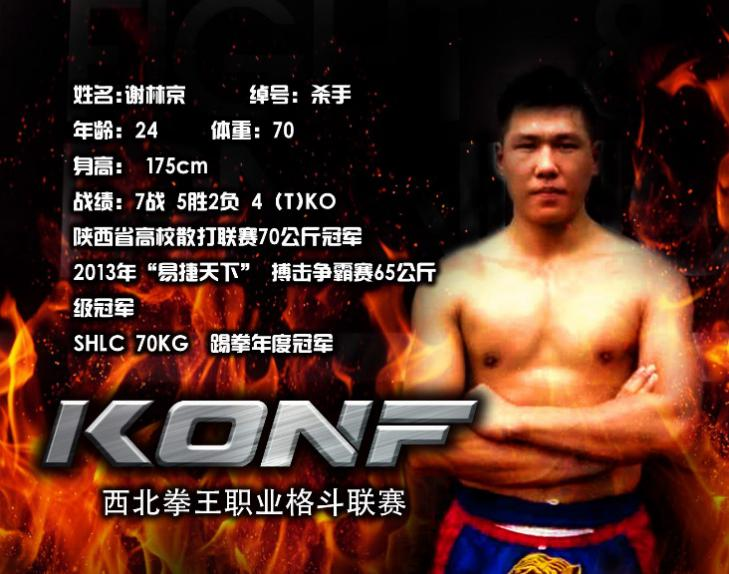 姓名:谢林京 绰号：杀手
年龄：24 体重：70
身高： 175cm
战绩：7战 5胜2负 4 (T)KO
陕西省高校散打联赛70公斤冠军
2013年“易捷天下” 搏击争霸赛65公斤
级冠军
SHLC 70KG 踢拳年度冠军
KONF
西北拳王职业格斗联赛